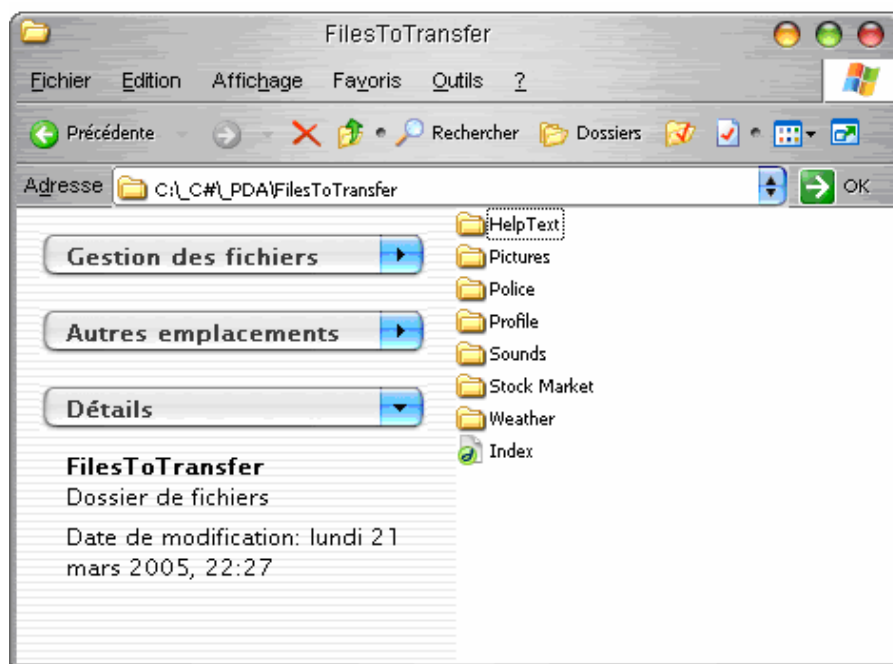 FilesToTransfer
Fichier Edition Affichage Favoris Outils ?
Précédente Rechercher Dossiers
Adresse C:\_C#\_PDA\FilesToTransfer OK
Gestion des fichiers
Autres emplacements
Détails
FilesToTransfer
Dossier de fichiers
Date de modification: lundi 21
mars 2005, 22:27
HelpText
Pictures
Police
Profile
Sounds
Stock Market
Weather
Index